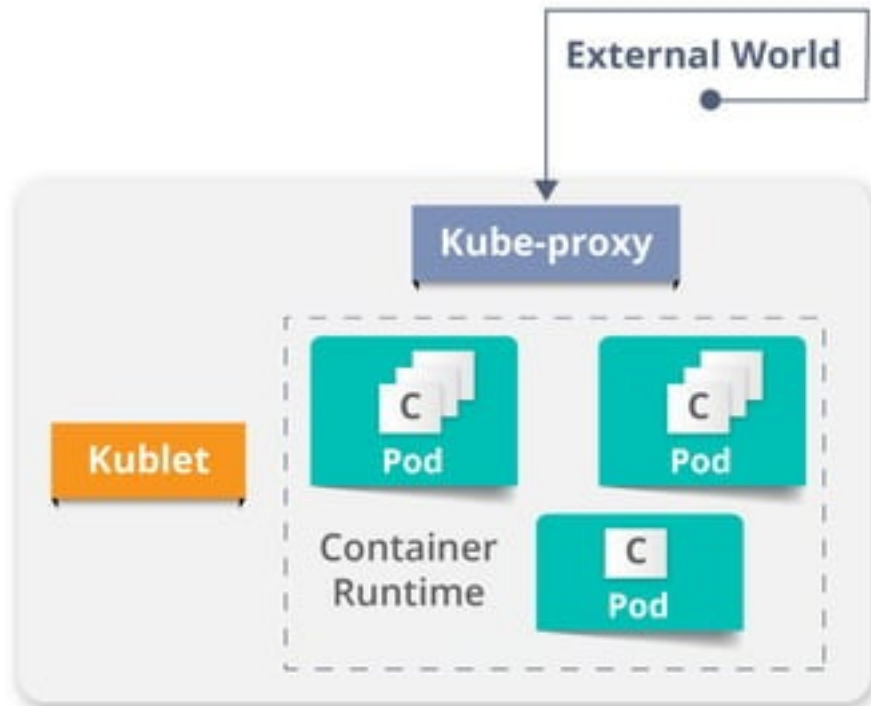 External World
Kube-proxy
C
Pod
C
Pod
Kublet
Container
Runtime
C
Pod